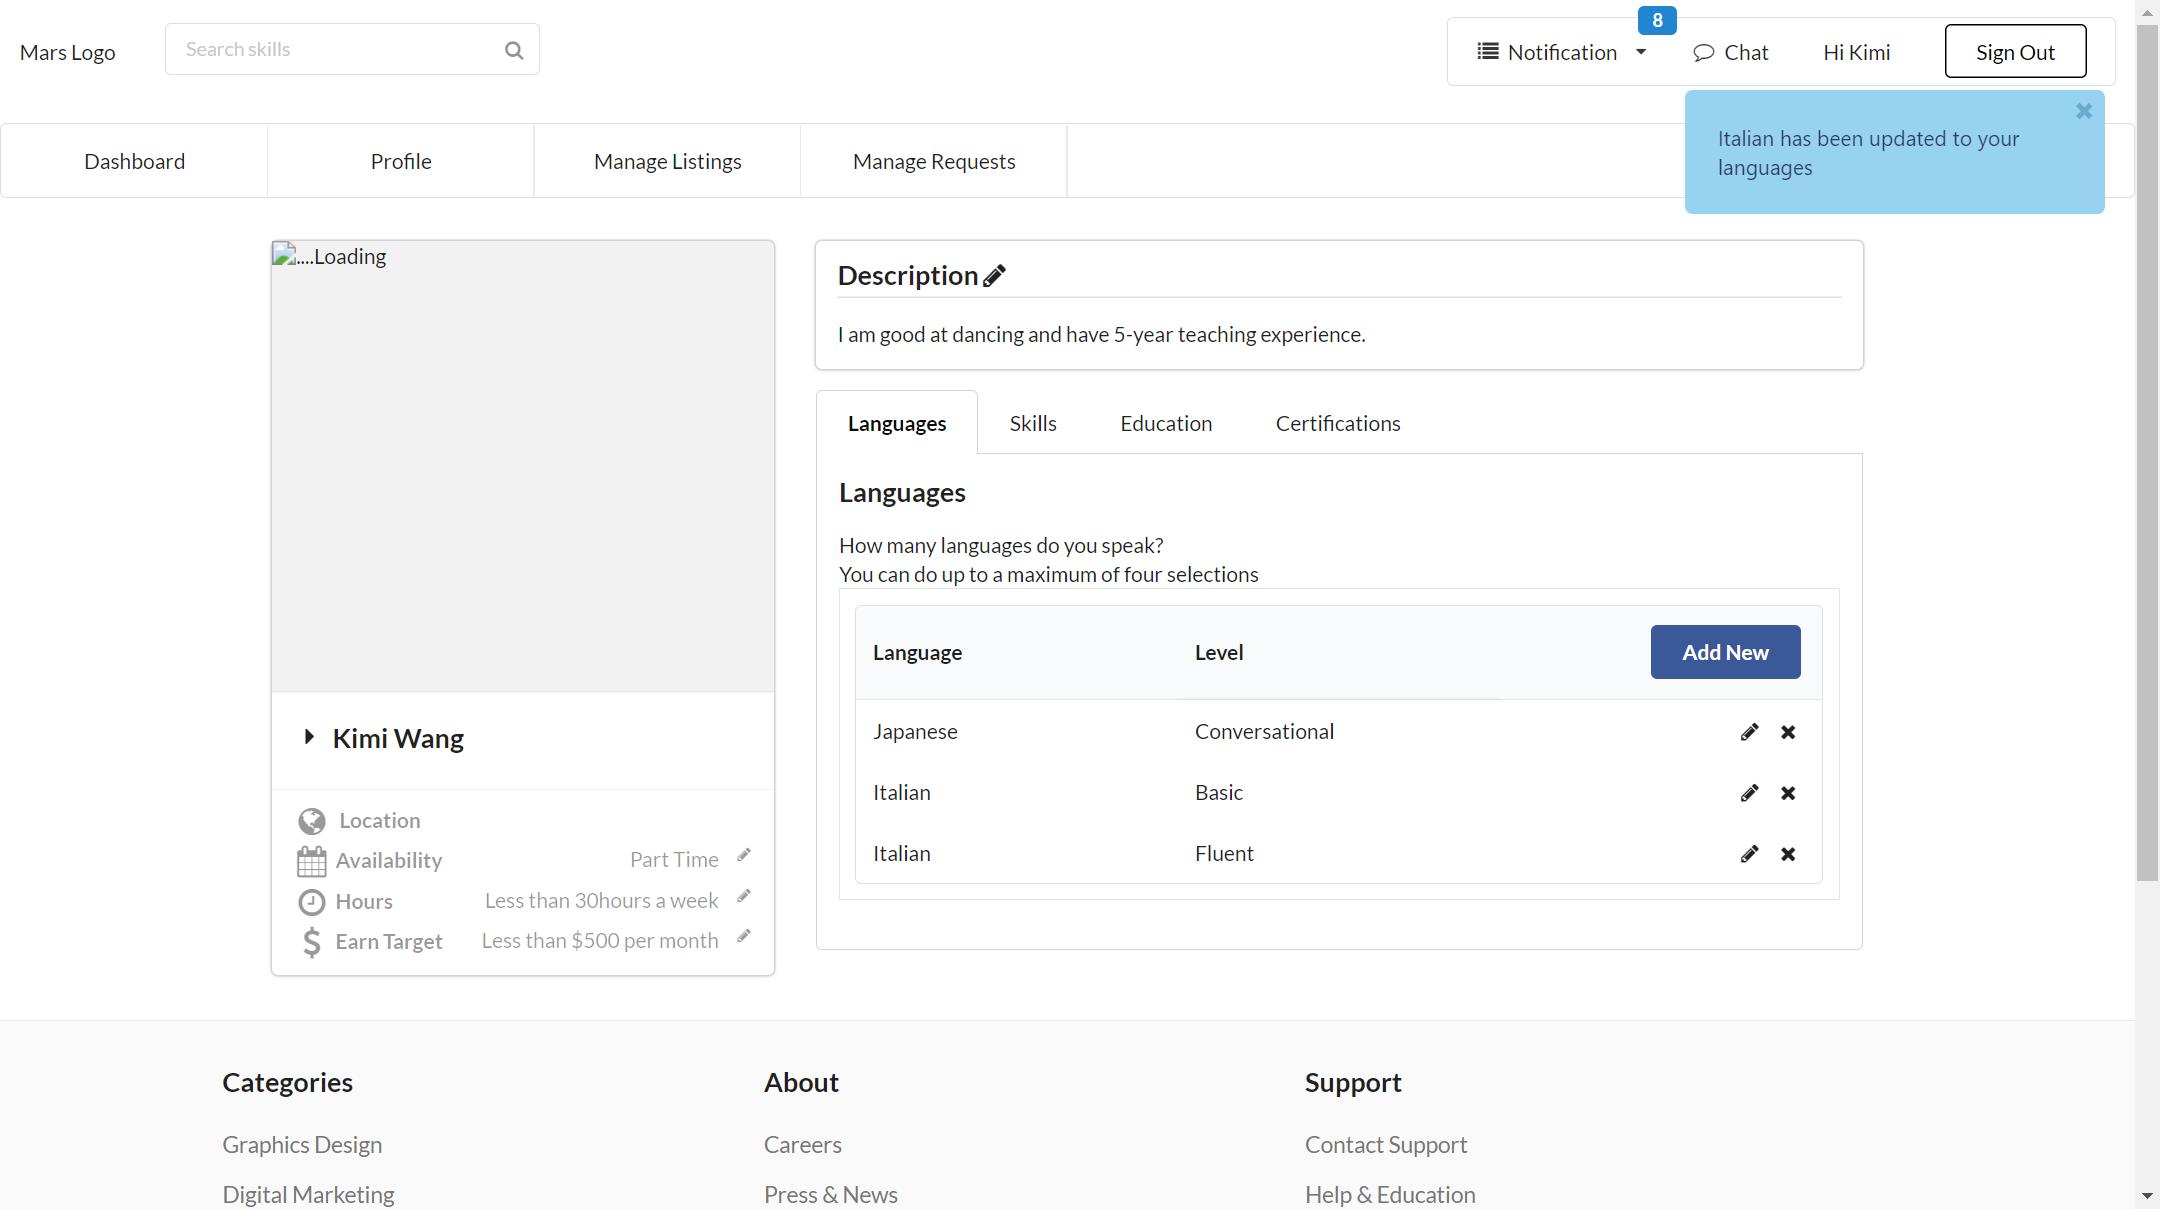 Mars Logo
Search skills
8
Notification
Chat
Hi Kimi
Sign Out
Italian has been updated to your
languages
Dashboard
Profile
Manage Listings
Manage Requests
....Loading
Kimi Wang
Location
Availability
Part Time
Hours
Less than 30hours a week
Earn Target
Less than $500 per month
Description
I am good at dancing and have 5-year teaching experience.
Languages
Skills
Education
Certifications
Languages
How many languages do you speak?
You can do up to a maximum of four selections
Language
Level
Add New
Japanese
Conversational
Italian
Basic
Italian
Fluent
Categories
Graphics Design
Digital Marketing
About
Careers
Press & News
Support
Contact Support
Help & Education